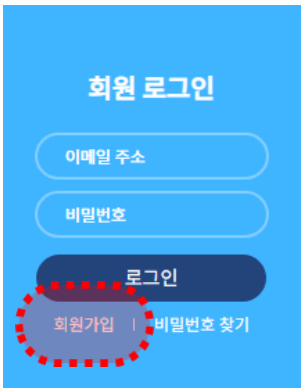 회원 로그인
이메일 주소
비밀번호
로그인
회원가입 | 비밀번호 찾기